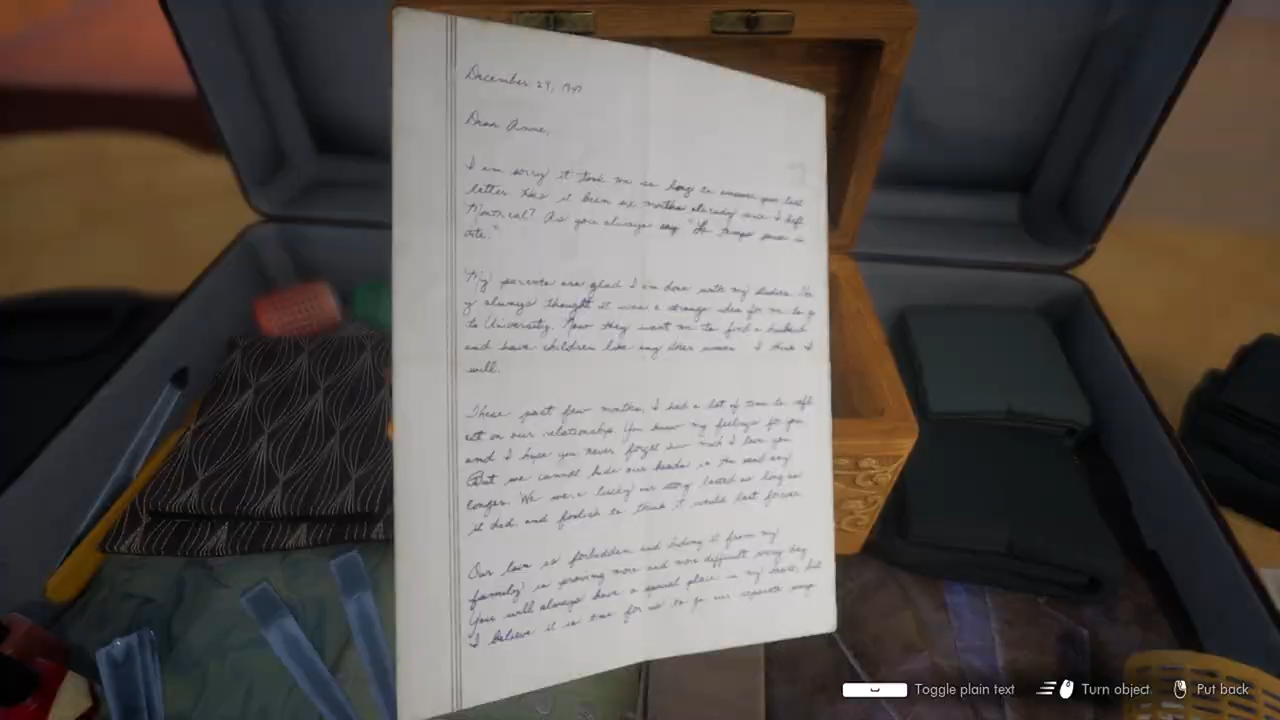 December 29, 1947
Dear Anne,
I am sorry it took me so long to answer your last
letter. Has it been six months already since I left
Montreal? As you always say "le temps passe si
vite."
My parents are glad I am done with my studies. The
y always thought it was a strange idea for me to go
to University. Now they want me to find a husband
and have children like any other woman. I think I
will.
These past few months, I had a lot of time to refl
ect on our relationship. You know my feelings for you
and I hope you never forget how much I love you.
But we cannot hide our heads in the sand any
longer. We were lucky our story lasted as long as
it did, and foolish to think it would last forever.
Our love is forbidden and hiding it from my
family is proving more and more difficult every day.
You will always have a special place in my heart, but
I believe it is time for us to go our separate ways.
Toggle plain text
Turn object
Put back